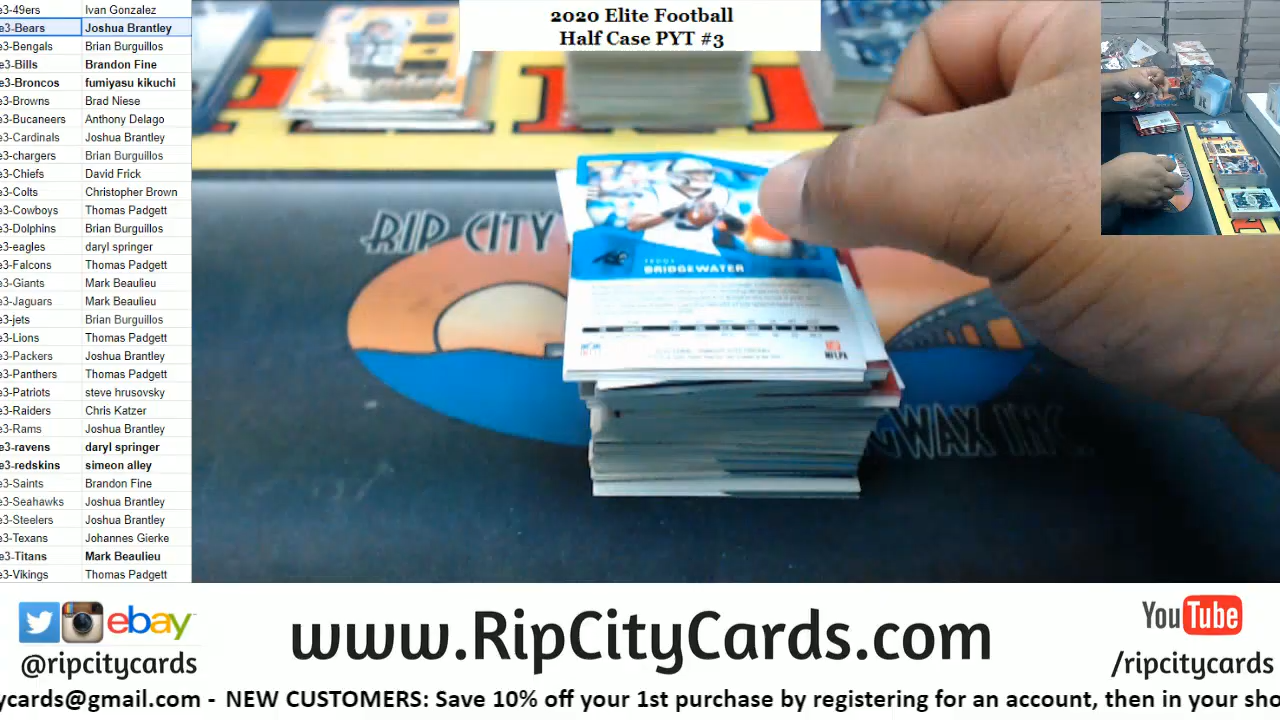 e3-49ers Ivan Gonzalez
e3-Bears Joshua Brantley
e3-Bengals Brian Burguillos
e3-Bills Brandon Fine
e3-Broncos fumiyasu kikuchi
e3-Browns Brad Niese
e3-Bucaneers Anthony Delago
e3-Cardinals Joshua Brantley
e3-chargers Brian Burguillos
e3-Chiefs David Frick
e3-Colts Christopher Brown
e3-Cowboys Thomas Padgett
e3-Dolphins Brian Burguillos
e3-eagles daryl springer
e3-Falcons Thomas Padgett
e3-Giants Mark Beaulieu
e3-Jaguars Mark Beaulieu
e3-jets Brian Burguillos
e3-Lions Thomas Padgett
e3-Packers Joshua Brantley
e3-Panthers Thomas Padgett
e3-Patriots steve hrusovsky
e3-Raiders Chris Katzer
e3-Rams Joshua Brantley
e3-ravens daryl springer
e3-redskins simeon alley
e3-Saints Brandon Fine
e3-Seahawks Joshua Brantley
e3-Steelers Joshua Brantley
e3-Texans Johannes Gierke
e3-Titans Mark Beaulieu
e3-Vikings Thomas Padgett
2020 Elite Football
Half Case PYT #3
RIP CITY
TEDDY
BRIDGEWATER
NFLPA
WAX INC.
ebay
@ripcitycards
www.RipCityCards.com
YouTube
/ripcitycards
ycards@gmail.com - NEW CUSTOMERS: Save 10% off your 1st purchase by registering for an account, then in your sho